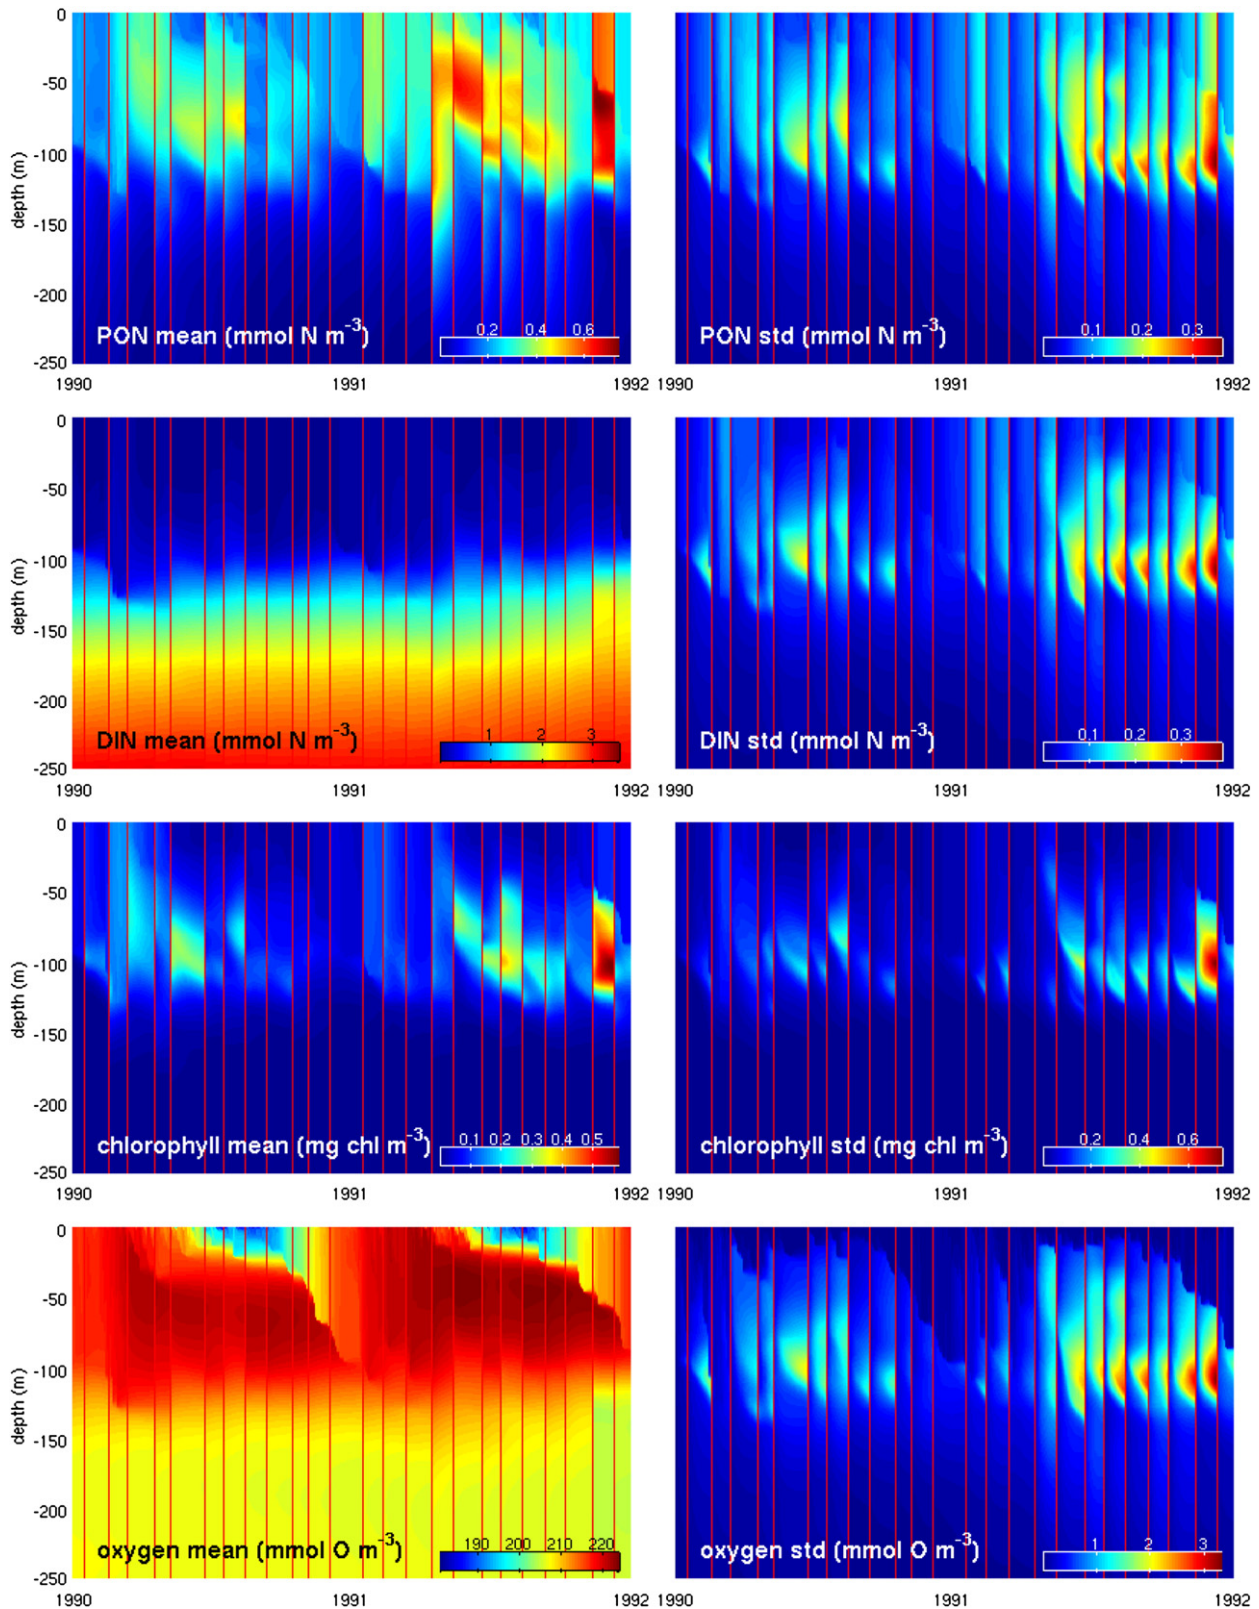 0
-50
-100
-150
-200
-250
depth (m)
PON mean (mmol N m⁻³)
0.2 0.4 0.6
1990 1991 1992
PON std (mmol N m⁻³)
0.1 0.2 0.3
1990 1991 1992
0
-50
-100
-150
-200
-250
depth (m)
DIN mean (mmol N m⁻³)
1 2 3
1990 1991 1992
DIN std (mmol N m⁻³)
0.1 0.2 0.3
1990 1991 1992
0
-50
-100
-150
-200
-250
depth (m)
chlorophyll mean (mg chl m⁻³)
0.1 0.2 0.3 0.4 0.5
1990 1991 1992
chlorophyll std (mg chl m⁻³)
0.2 0.4 0.6
1990 1991 1992
0
-50
-100
-150
-200
-250
depth (m)
oxygen mean (mmol O m⁻³)
190 200 210 220
1990 1991 1992
oxygen std (mmol O m⁻³)
1 2 3
1990 1991 1992